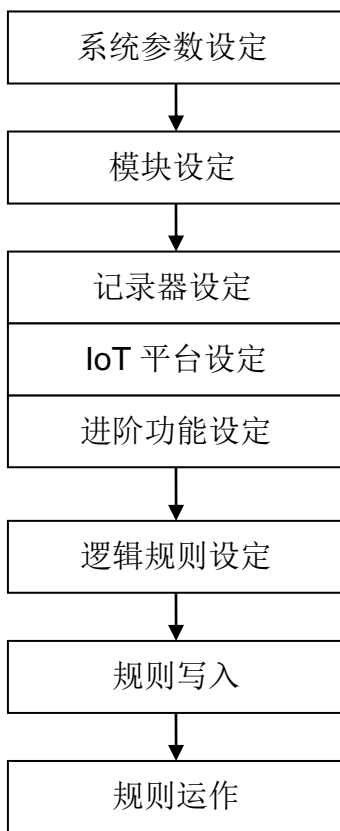 系统参数设定
模块设定
记录器设定
IoT 平台设定
进阶功能设定
逻辑规则设定
规则写入
规则运作